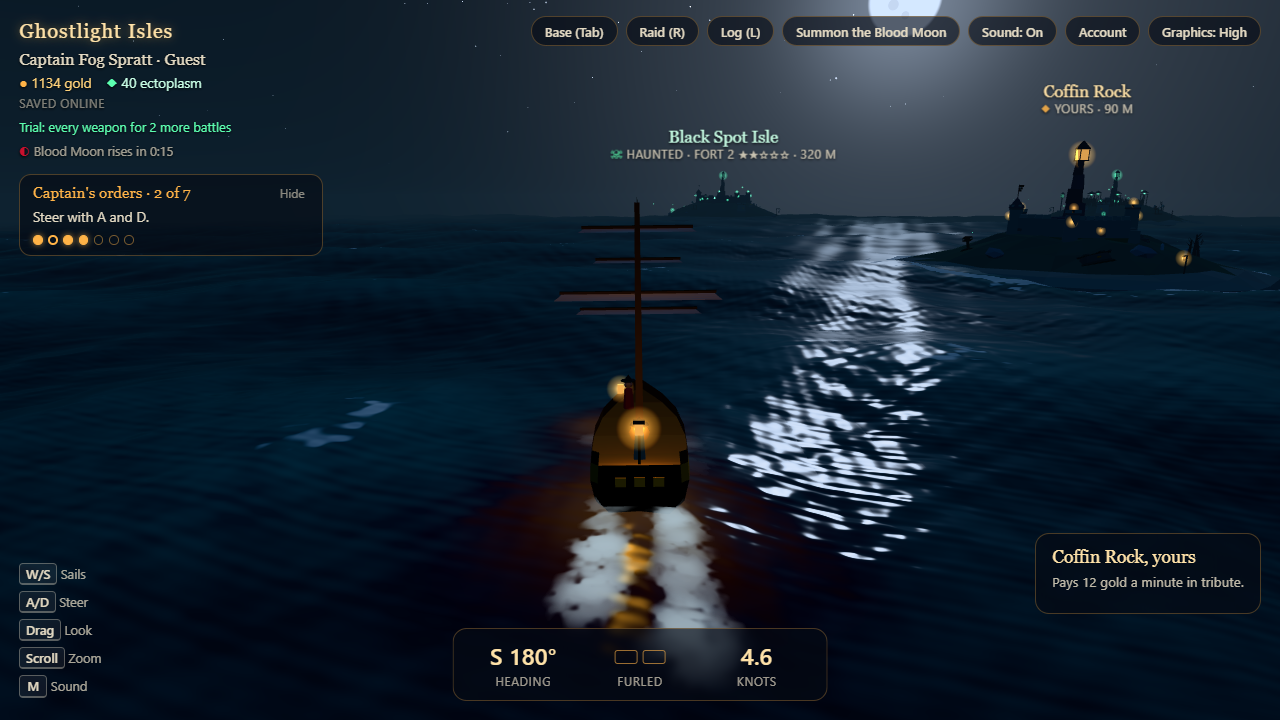 Ghostlight Isles
Captain Fog Spratt · Guest
1134 gold 40 ectoplasm
SAVED ONLINE
Trial: every weapon for 2 more battles
Blood Moon rises in 0:15
Captain's orders · 2 of 7 Hide
Steer with A and D.
Base (Tab) Raid (R) Log (L) Summon the Blood Moon Sound: On Account Graphics: High
Coffin Rock
YOURS · 90 M
Black Spot Isle
HAUNTED · FORT 2 ★★☆☆☆ · 320 M
Coffin Rock, yours
Pays 12 gold a minute in tribute.
W/S Sails
A/D Steer
Drag Look
Scroll Zoom
M Sound
S 180° 4.6
HEADING FURLED KNOTS